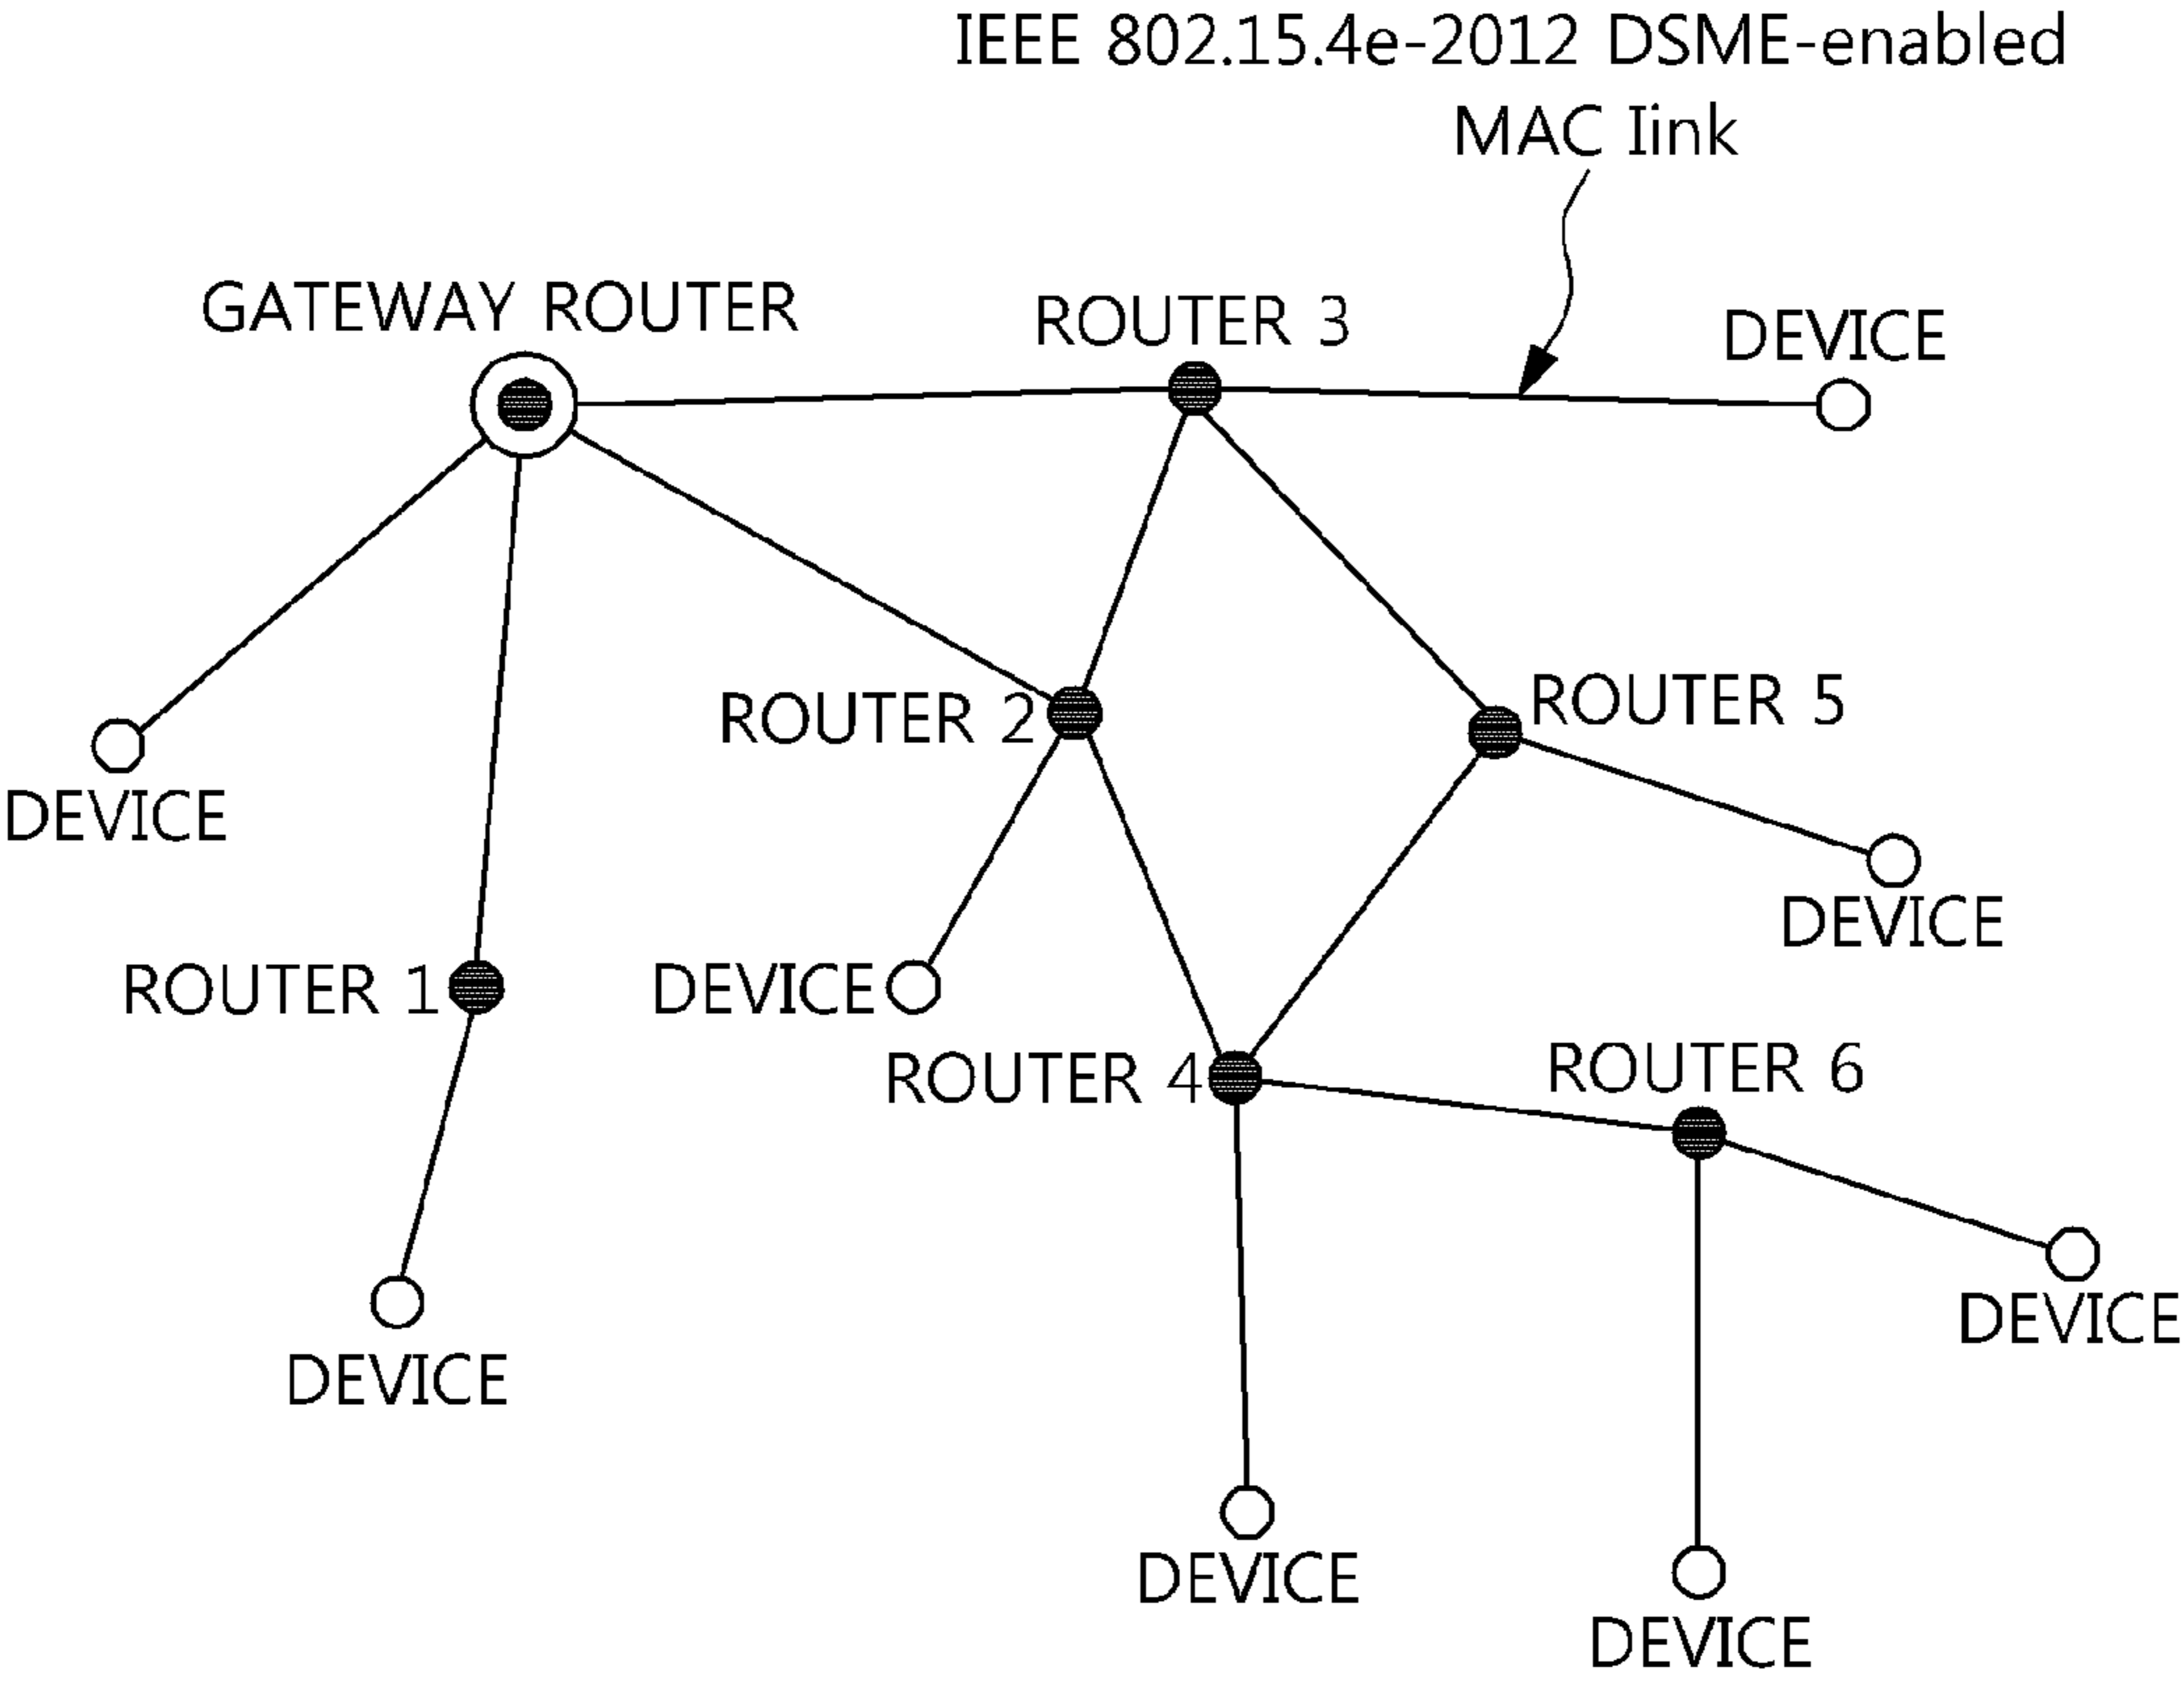 IEEE 802.15.4e-2012 DSME-enabled
MAC Iink
GATEWAY ROUTER
ROUTER 3
DEVICE
ROUTER 2
ROUTER 5
DEVICE
DEVICE
ROUTER 1
DEVICE
ROUTER 4
ROUTER 6
DEVICE
DEVICE
DEVICE
DEVICE